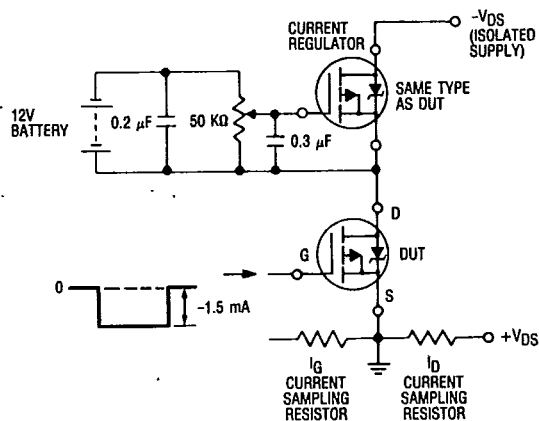 CURRENT
REGULATOR
-VDS
(ISOLATED
SUPPLY)
SAME TYPE
AS DUT
12V
BATTERY
0.2 µF
50 KΩ
0.3 µF
D
G
DUT
S
0
-1.5 mA
+VDS
IG
CURRENT
SAMPLING
RESISTOR
ID
CURRENT
SAMPLING
RESISTOR